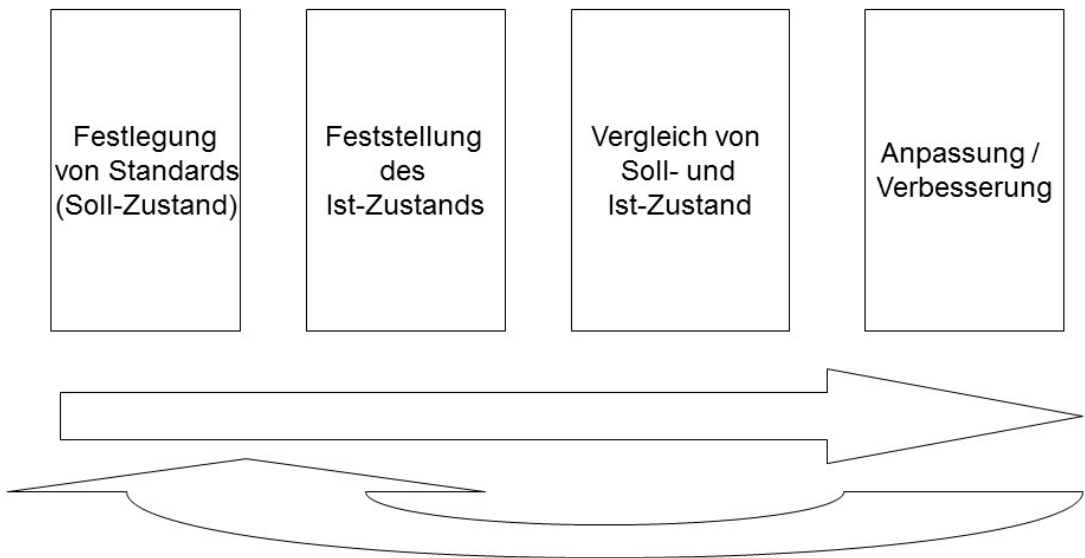 Festlegung
von Standards
(Soll-Zustand)
Feststellung
des
Ist-Zustands
Vergleich von
Soll- und
Ist-Zustand
Anpassung /
Verbesserung